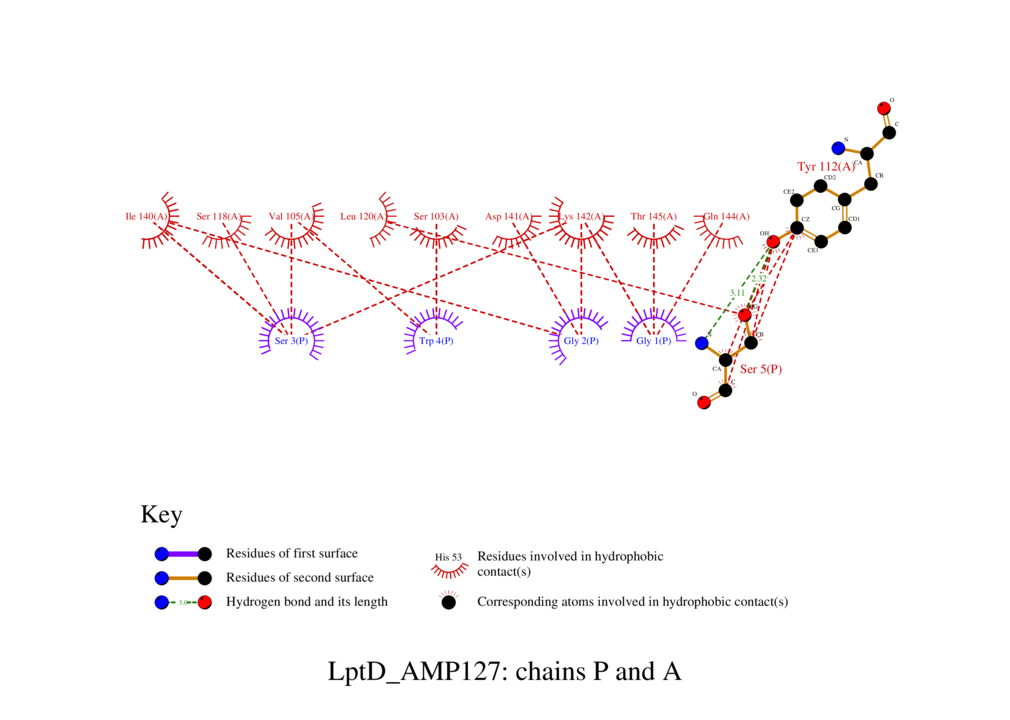 O
C
N
CA
Tyr 112(A)
CB
CD2
CE2
CG
CD1
CZ
OH
CE1
Ile 140(A)
Ser 118(A)
Val 105(A)
Leu 120(A)
Ser 103(A)
Asp 141(A)
Lys 142(A)
Thr 145(A)
Gln 144(A)
2.32
3.11
Ser 3(P)
Trp 4(P)
Gly 2(P)
Gly 1(P)
N
CB
CA
Ser 5(P)
C
O
Key
Residues of first surface
Residues of second surface
3.0
Hydrogen bond and its length
His 53
Residues involved in hydrophobic
contact(s)
Corresponding atoms involved in hydrophobic contact(s)
LptD_AMP127: chains P and A